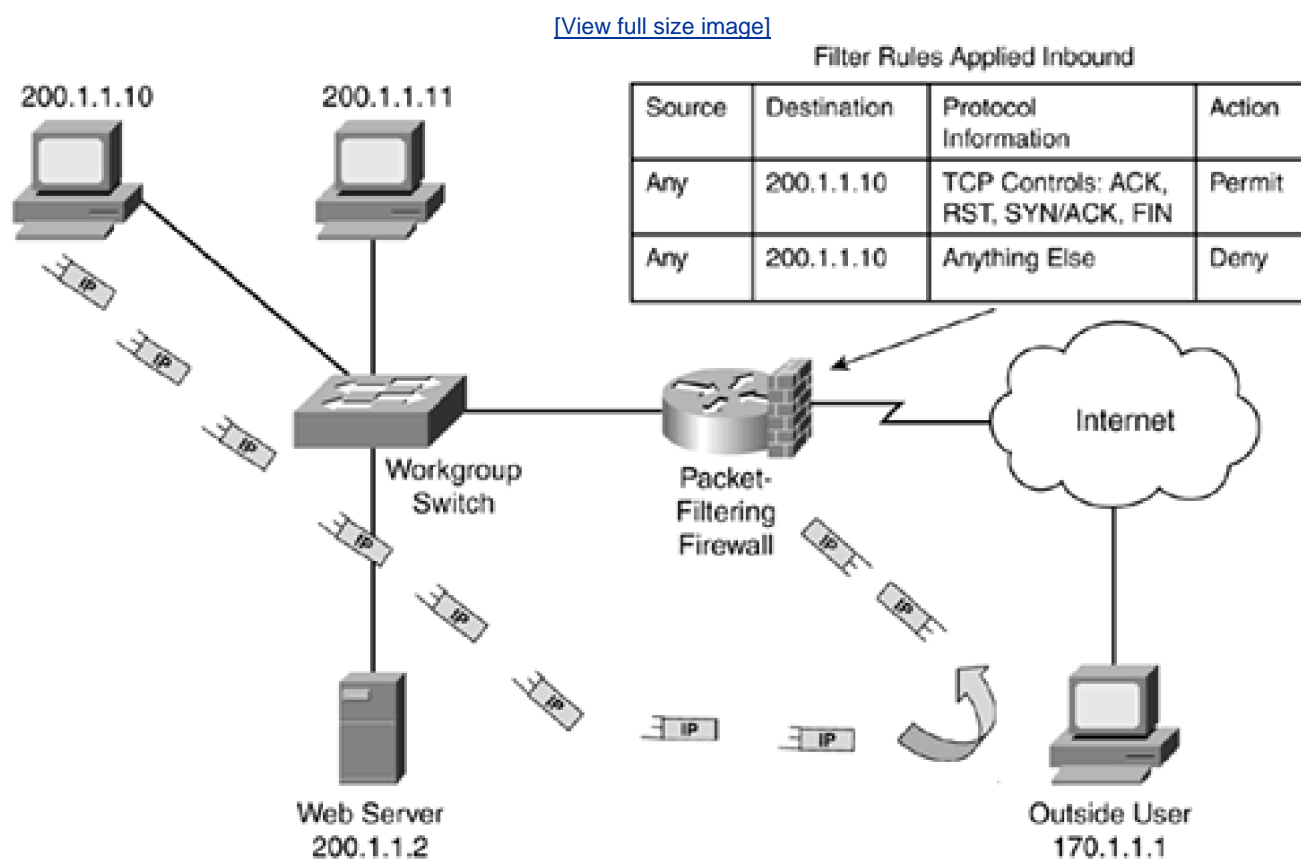 [View full size image]
Filter Rules Applied Inbound
Source Destination Protocol Information Action
Any 200.1.1.10 TCP Controls: ACK, RST, SYN/ACK, FIN Permit
Any 200.1.1.10 Anything Else Deny
200.1.1.10
200.1.1.11
IP
IP
IP
IP
IP
IP
IP
IP
IP
IP
Workgroup
Switch
Packet-
Filtering
Firewall
Internet
Web Server
200.1.1.2
Outside User
170.1.1.1